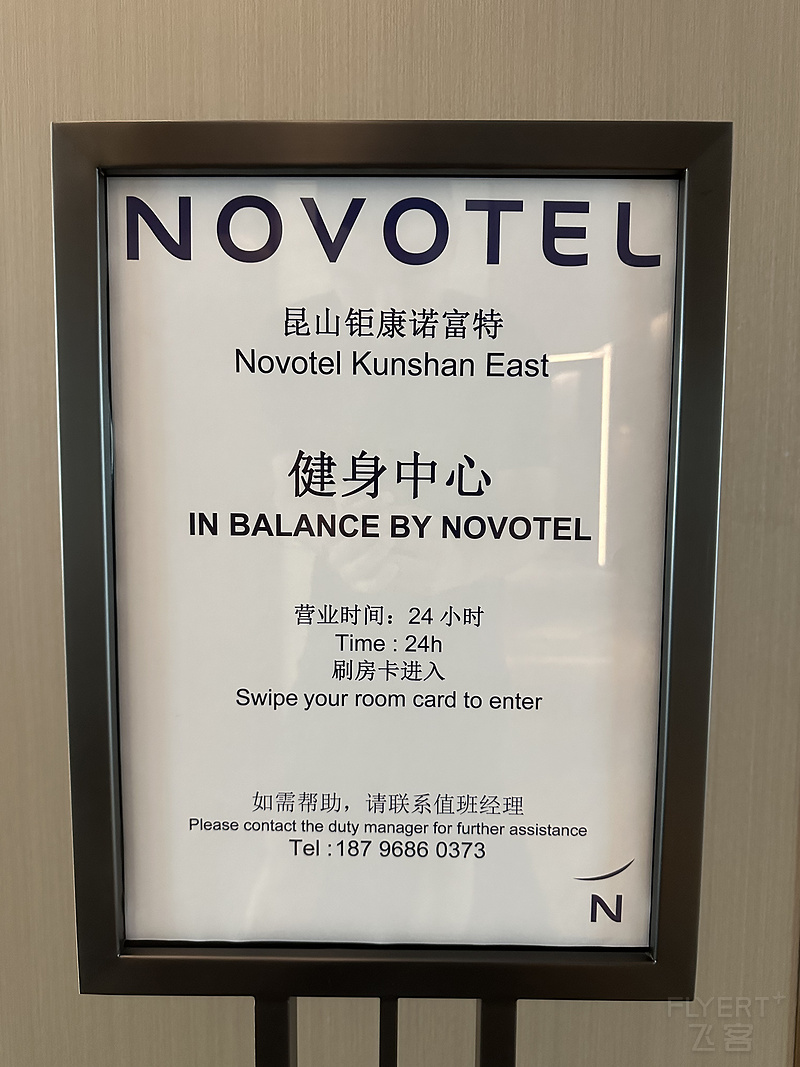 NOVOTEL
昆山钜康诺富特
Novotel Kunshan East
健身中心
IN BALANCE BY NOVOTEL
营业时间：24 小时
Time : 24h
刷房卡进入
Swipe your room card to enter
如需帮助，请联系值班经理
Please contact the duty manager for further assistance
Tel :187 9686 0373
N
FLYERT+
飞客